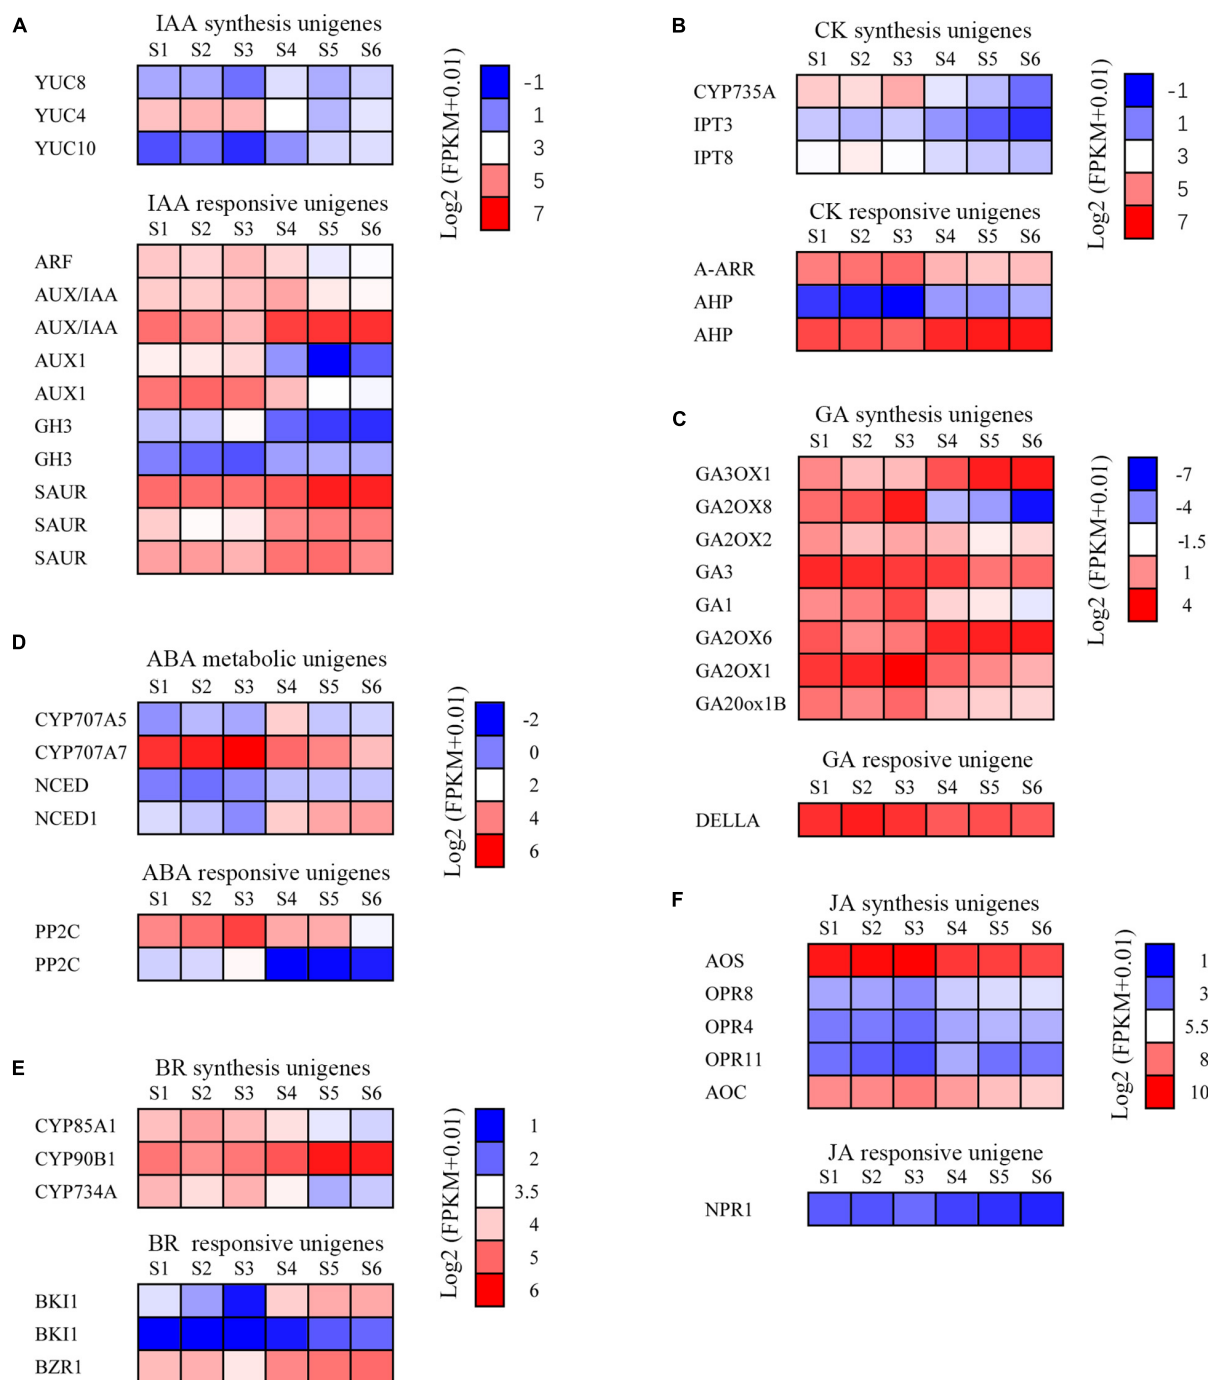 A
IAA synthesis unigenes
S1 S2 S3 S4 S5 S6
YUC8
YUC4
YUC10
IAA responsive unigenes
S1 S2 S3 S4 S5 S6
ARF
AUX/IAA
AUX/IAA
AUX1
AUX1
GH3
GH3
SAUR
SAUR
SAUR
Log2 (FPKM+0.01)
-1
1
3
5
7
B
CK synthesis unigenes
S1 S2 S3 S4 S5 S6
CYP735A
IPT3
IPT8
CK responsive unigenes
S1 S2 S3 S4 S5 S6
A-ARR
AHP
AHP
Log2 (FPKM+0.01)
-1
1
3
5
7
C
GA synthesis unigenes
S1 S2 S3 S4 S5 S6
GA3OX1
GA2OX8
GA2OX2
GA3
GA1
GA2OX6
GA2OX1
GA20ox1B
GA resposive unigene
S1 S2 S3 S4 S5 S6
DELLA
Log2 (FPKM+0.01)
-7
-4
-1.5
1
4
D
ABA metabolic unigenes
S1 S2 S3 S4 S5 S6
CYP707A5
CYP707A7
NCED
NCED1
ABA responsive unigenes
S1 S2 S3 S4 S5 S6
PP2C
PP2C
Log2 (FPKM+0.01)
-2
0
2
4
6
E
BR synthesis unigenes
S1 S2 S3 S4 S5 S6
CYP85A1
CYP90B1
CYP734A
BR responsive unigenes
S1 S2 S3 S4 S5 S6
BKI1
BKI1
BZR1
Log2 (FPKM+0.01)
1
2
3.5
4
5
6
F
JA synthesis unigenes
S1 S2 S3 S4 S5 S6
AOS
OPR8
OPR4
OPR11
AOC
JA responsive unigene
S1 S2 S3 S4 S5 S6
NPR1
Log2 (FPKM+0.01)
1
3
5.5
8
10